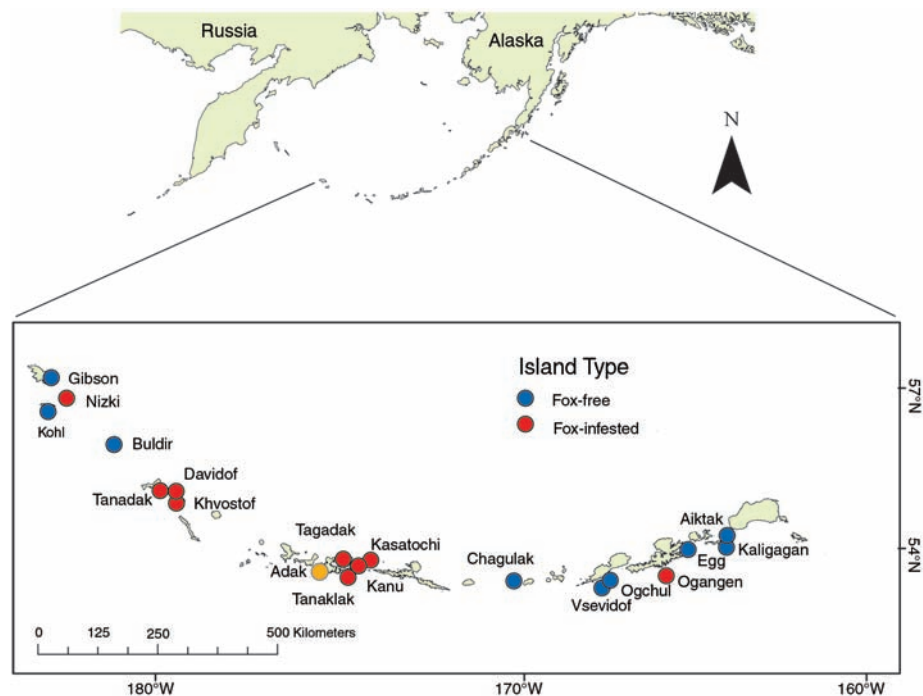 Russia
Alaska
N
Island Type
Fox-free
Fox-infested
Gibson
Nizki
Kohl
Buldir
Davidof
Tanadak
Khvostof
Tagadak
Kasatochi
Adak
Kanu
Tanaklak
Chagulak
Aiktak
Egg
Kaligagan
Ogangen
Ogchul
Vsevidof
57°N
54°N
0 125 250 500 Kilometers
180°W 170°W 160°W